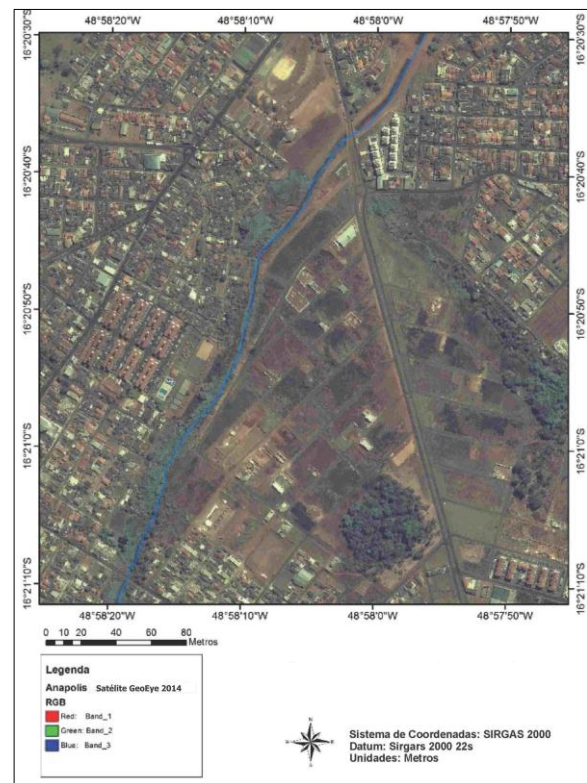 48°58'20"W 48°58'10"W 48°58'0"W 48°57'50"W
16°20'30"S 16°20'30"S
16°20'40"S 16°20'40"S
16°20'50"S 16°20'50"S
16°21'0"S 16°21'0"S
16°21'10"S 16°21'10"S
48°58'20"W 48°58'10"W 48°58'0"W 48°57'50"W
0 10 20 40 60 80
Metros
Legenda
Anapolis Satélite GeoEye 2014
RGB
Red: Band_1
Green: Band_2
Blue: Band_3
N
Sistema de Coordenadas: SIRGAS 2000
Datum: Sirgars 2000 22s
Unidades: Metros